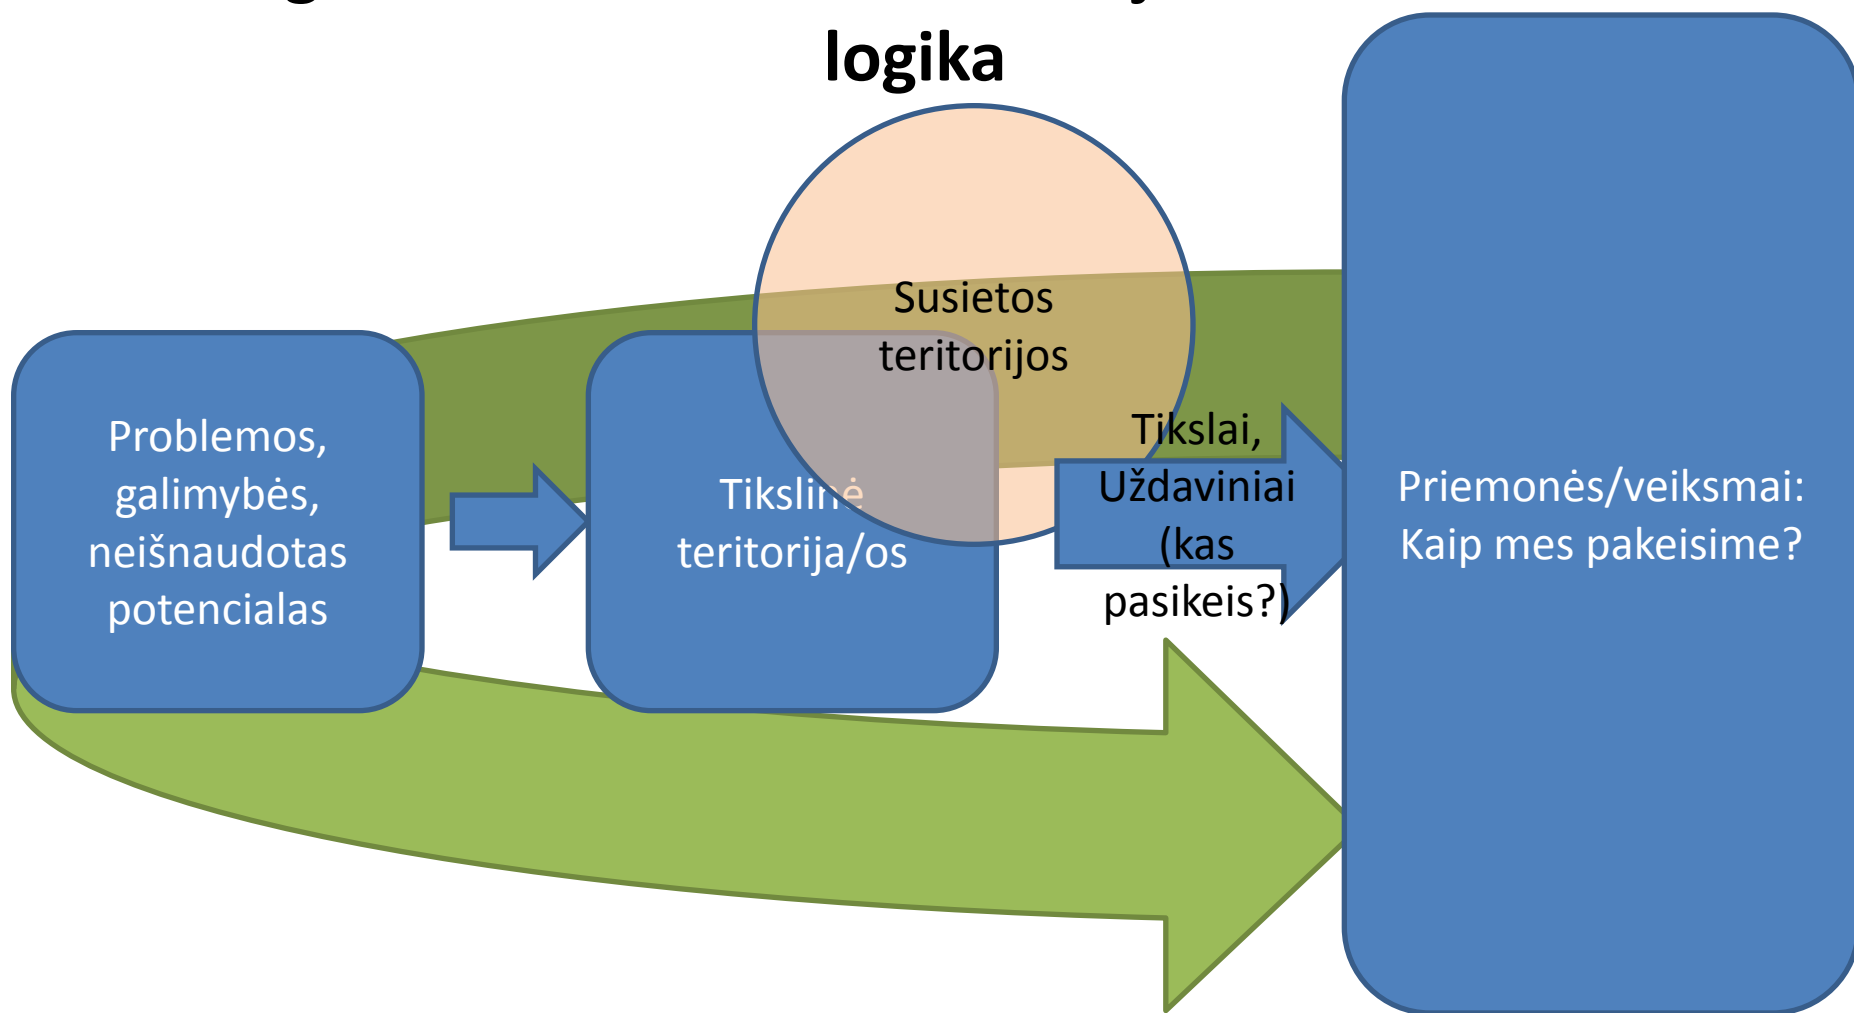 logika
Susietos
teritorijos
Problemos,
galimybės,
neišnaudotas
potencialas
Tikslinė
teritorija/os
Tikslai,
Uždaviniai
(kas
pasikeis?)
Priemonės/veiksmai:
Kaip mes pakeisime?